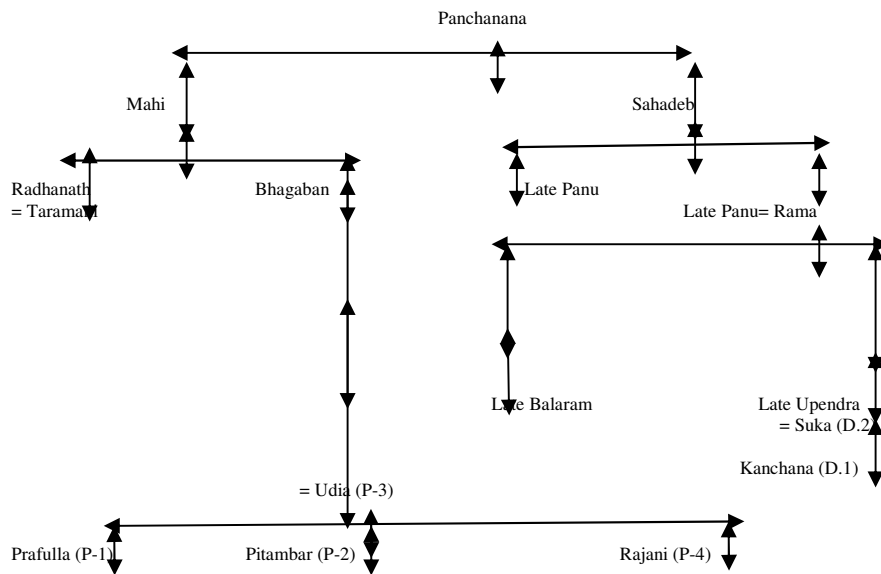 Panchanana
Mahi
Sahadeb
Radhanath
= Taramani
Bhagaban
Late Panu
Late Panu= Rama
Late Balaram
Late Upendra
= Suka (D.2)
Kanchana (D.1)
= Udia (P-3)
Prafulla (P-1)
Pitambar (P-2)
Rajani (P-4)